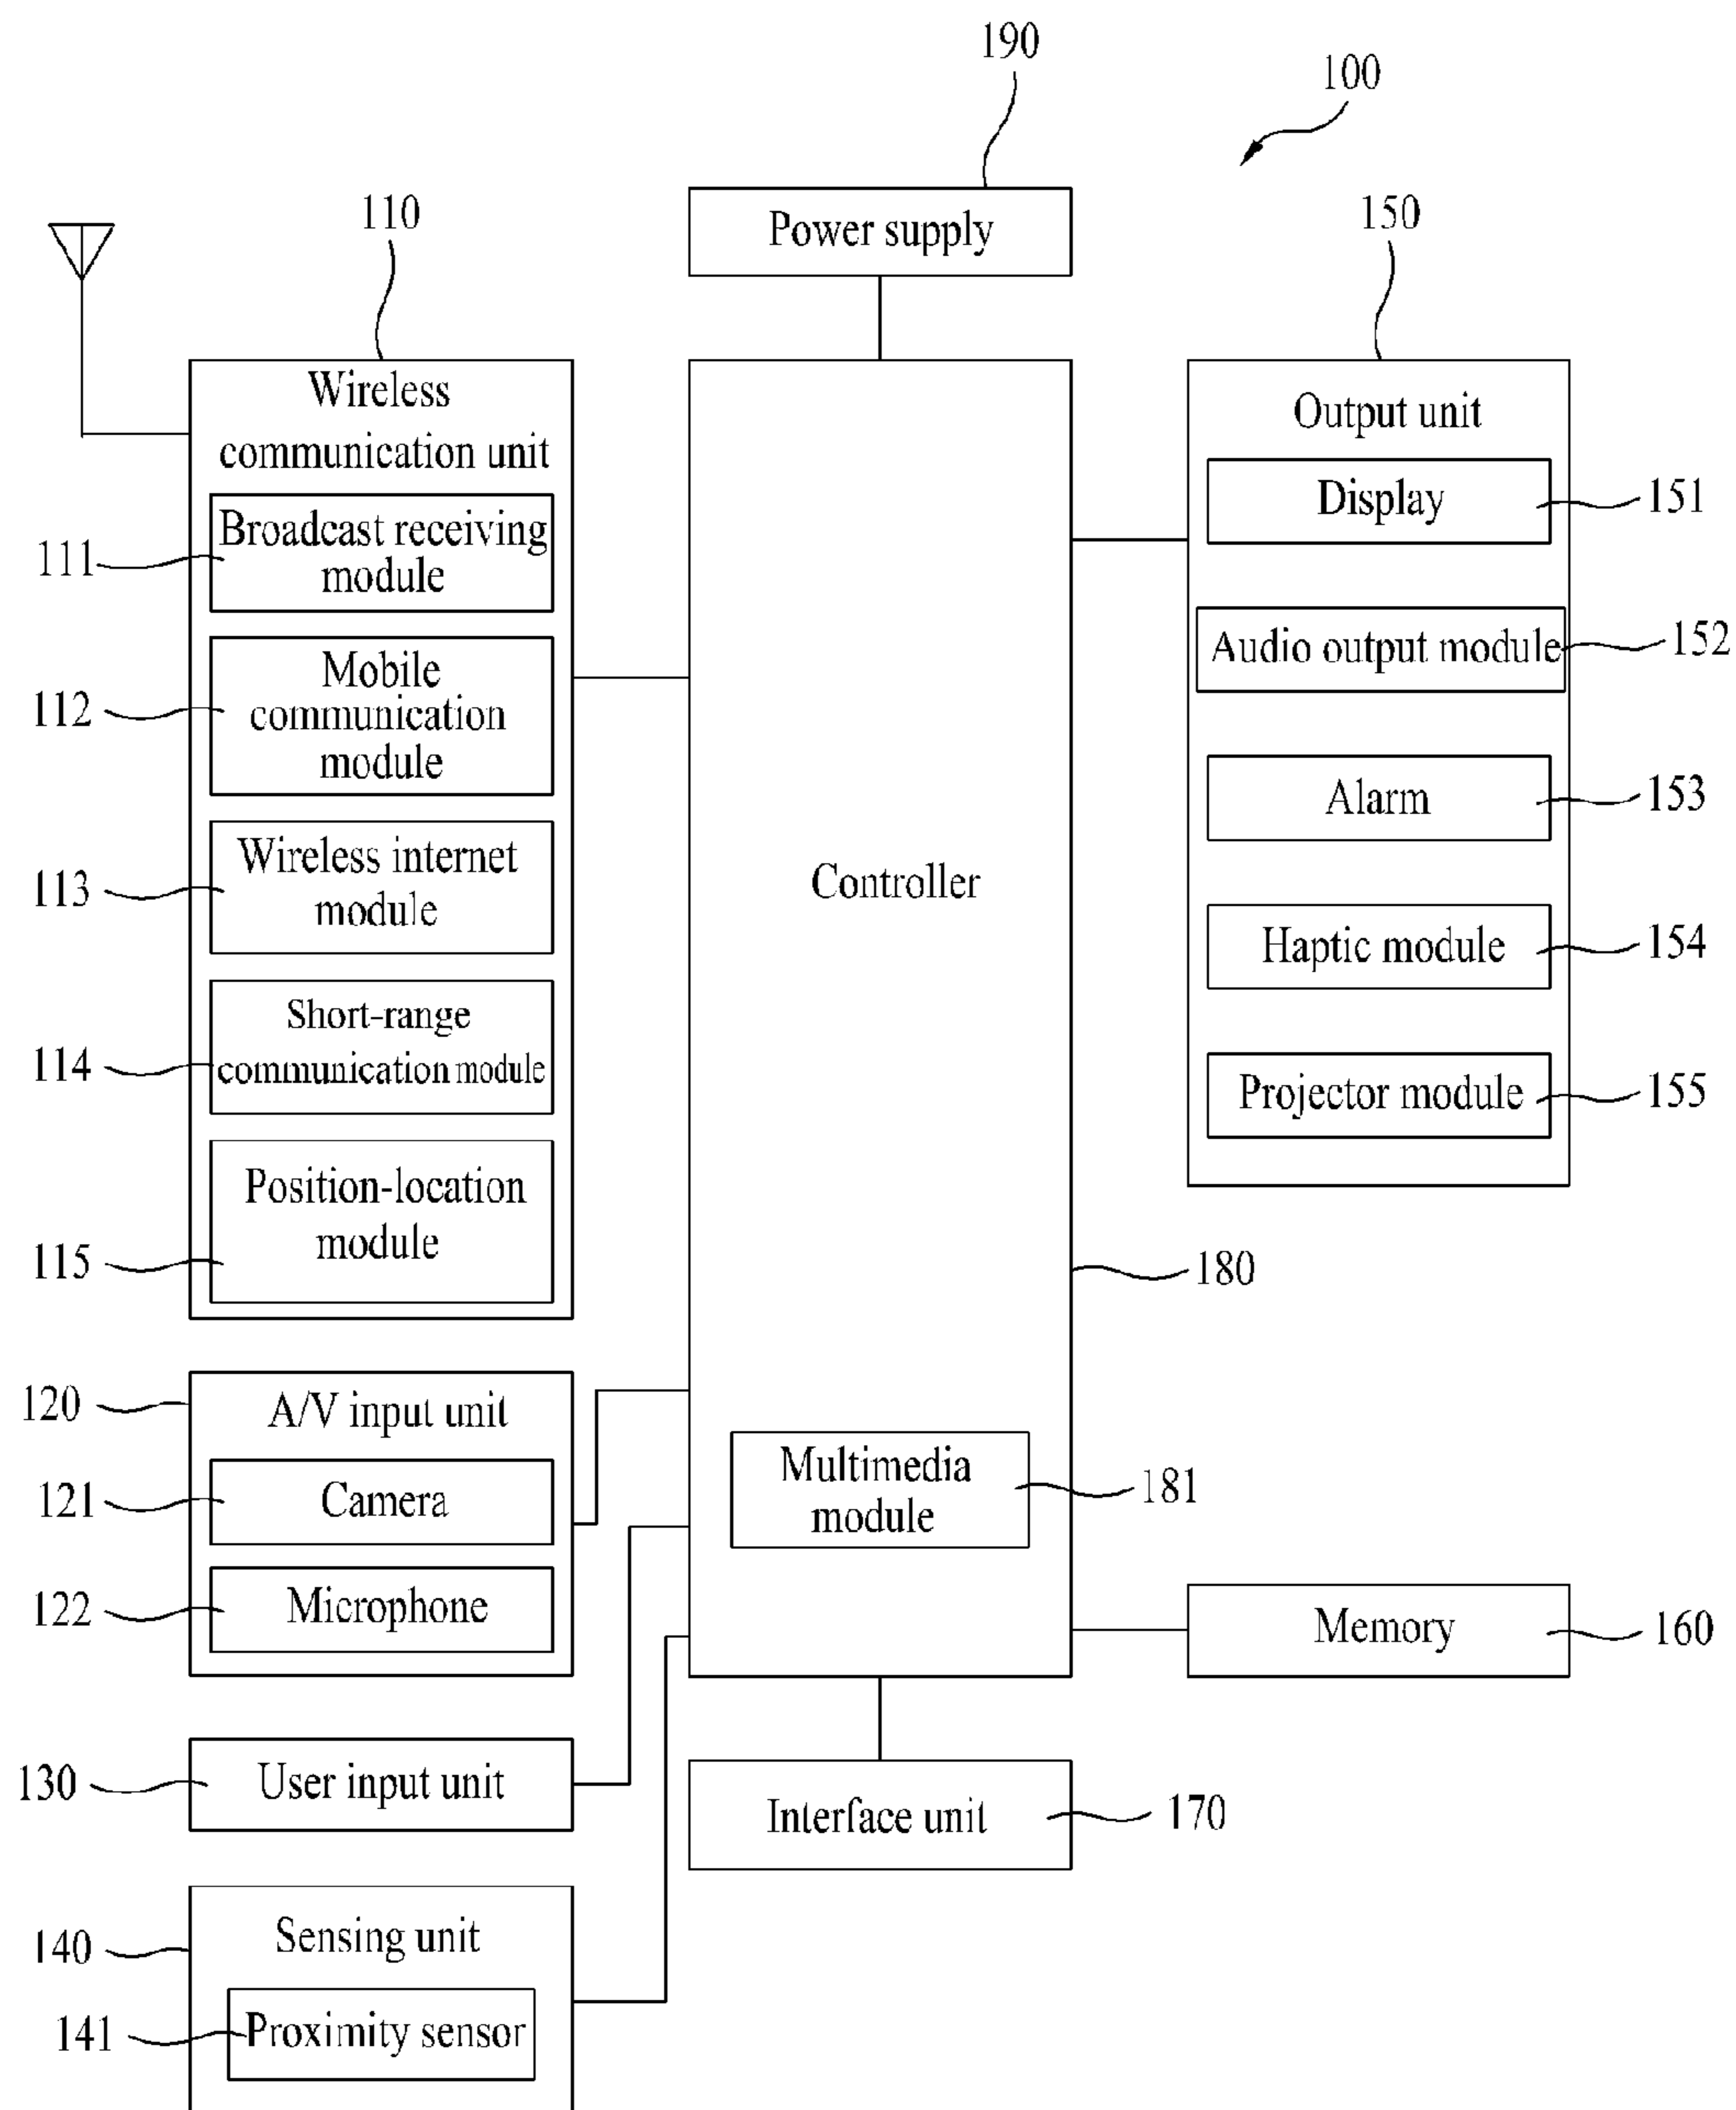 190
100
Power supply
110
150
Wireless
communication unit
Output unit
Broadcast receiving
module
111
Display
151
Mobile
communication
module
112
Audio output module
152
Wireless internet
module
113
Alarm
153
Controller
Short-range
communication module
114
Haptic module
154
Position-location
module
115
Projector module
155
180
120
A/V input unit
121
Camera
122
Microphone
Multimedia
module
181
Memory
160
130
User input unit
Interface unit
170
140
Sensing unit
141
Proximity sensor